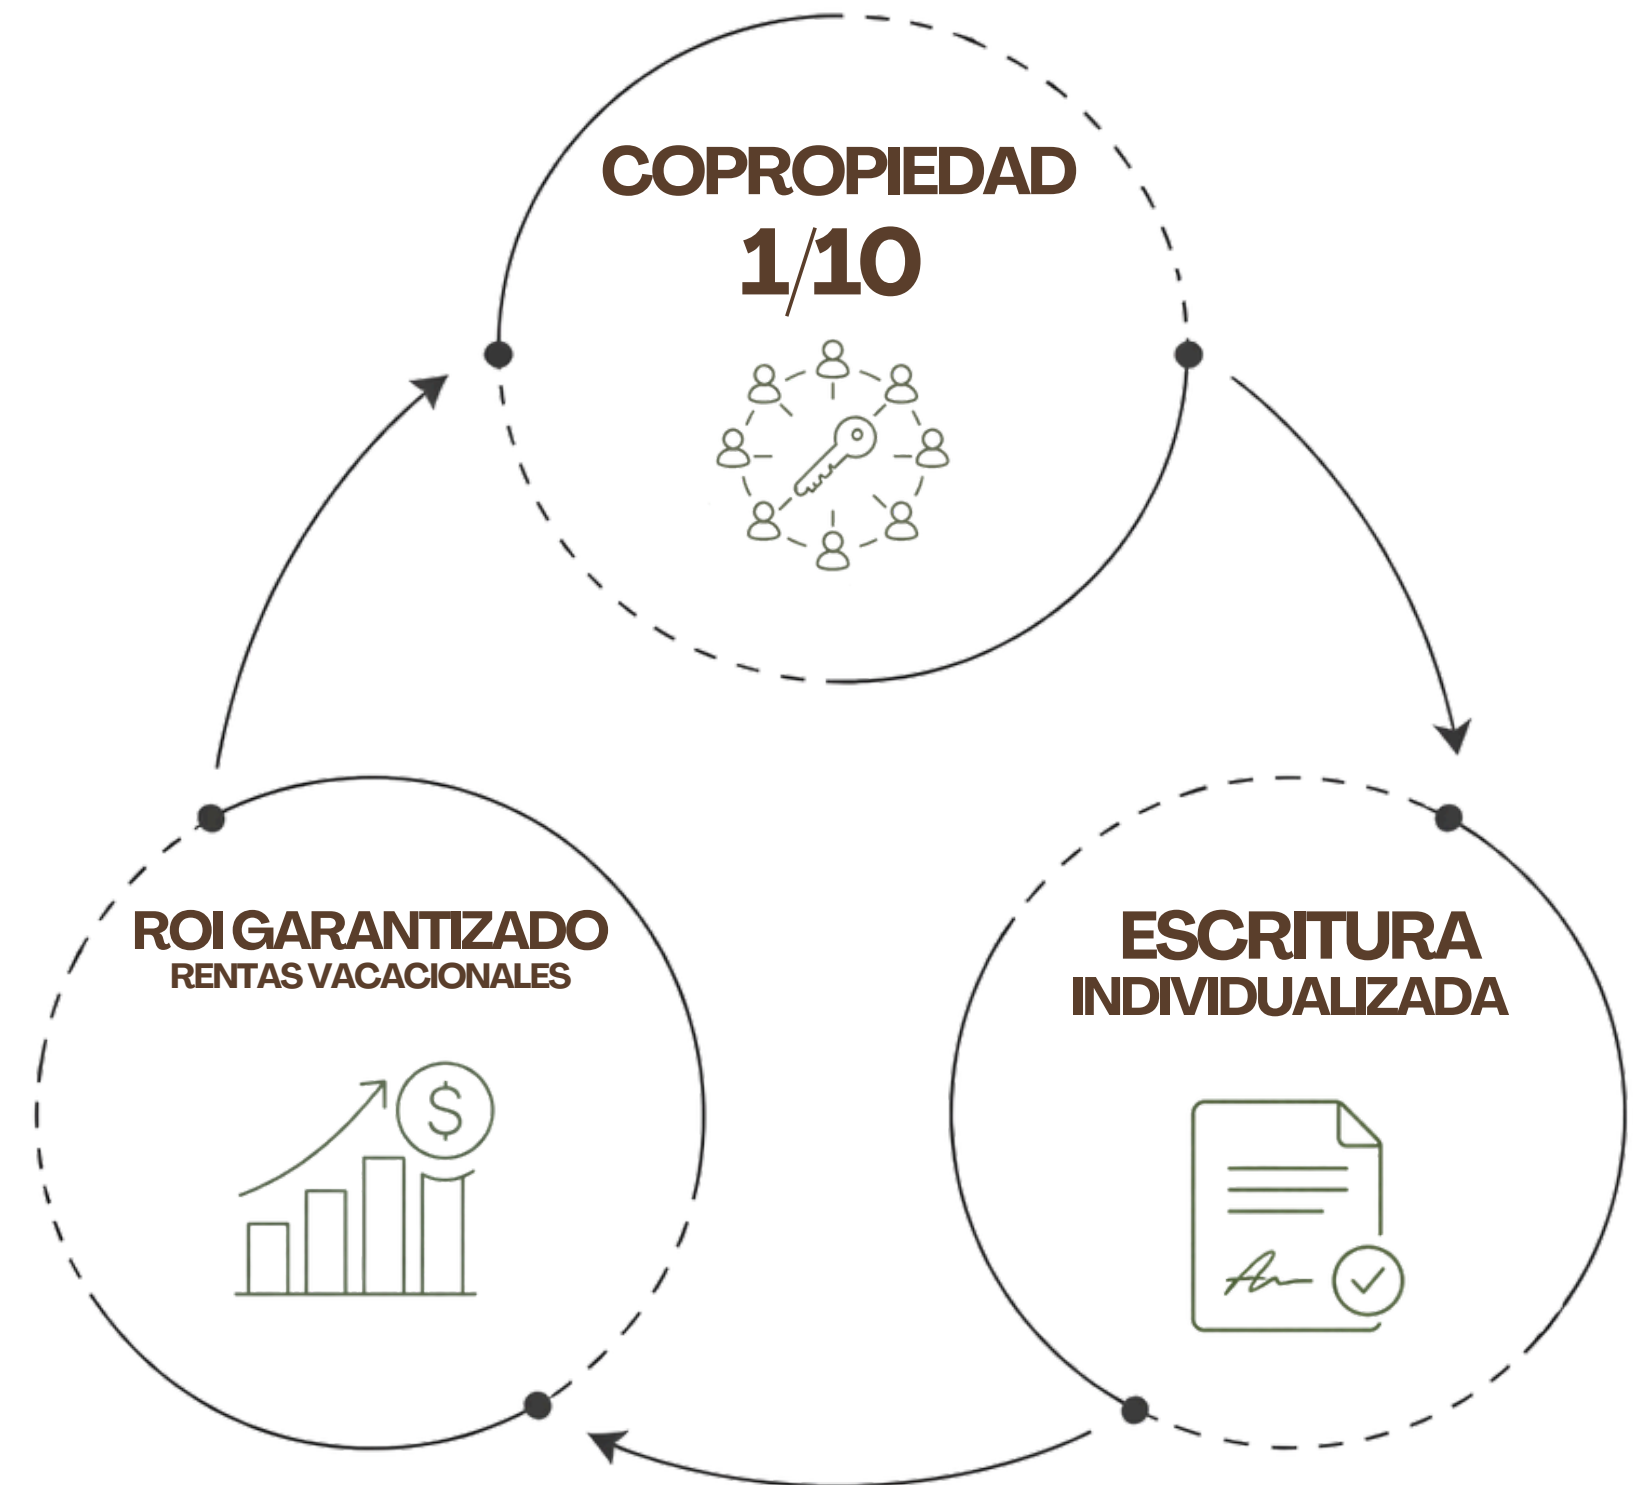 COPROPIEDAD
1/10
ROI GARANTIZADO
RENTAS VACACIONALES
$
ESCRITURA
INDIVIDUALIZADA